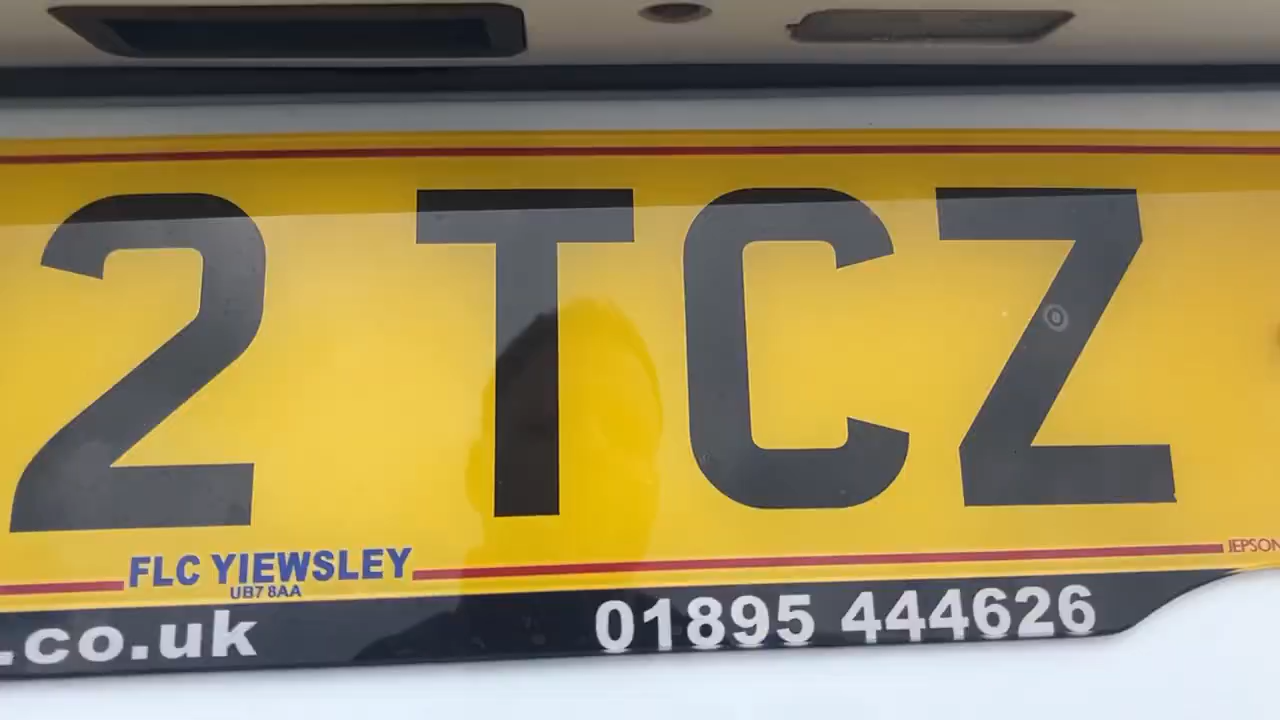 2 TCZ
FLC YIEWSLEY
UB7 8AA
JEPSON
.co.uk
01895 444626